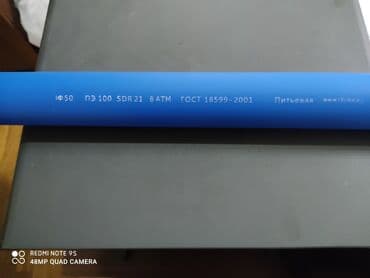 Ф50 ПЭ 100 SDR 21 8 АТМ ГОСТ 18599-2001 Питьевая
REDMI NOTE 9S
48MP QUAD CAMERA